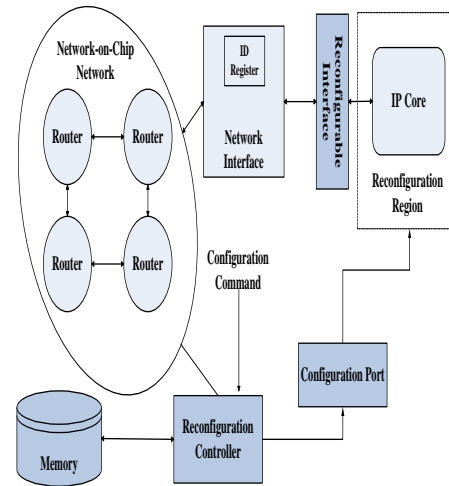 Network-on-Chip
Network
Router
Router
Router
Router
ID
Register
Network
Interface
Reconfigurable
Interface
IP Core
Reconfiguration
Region
Configuration
Command
Configuration Port
Reconfiguration
Controller
Memory